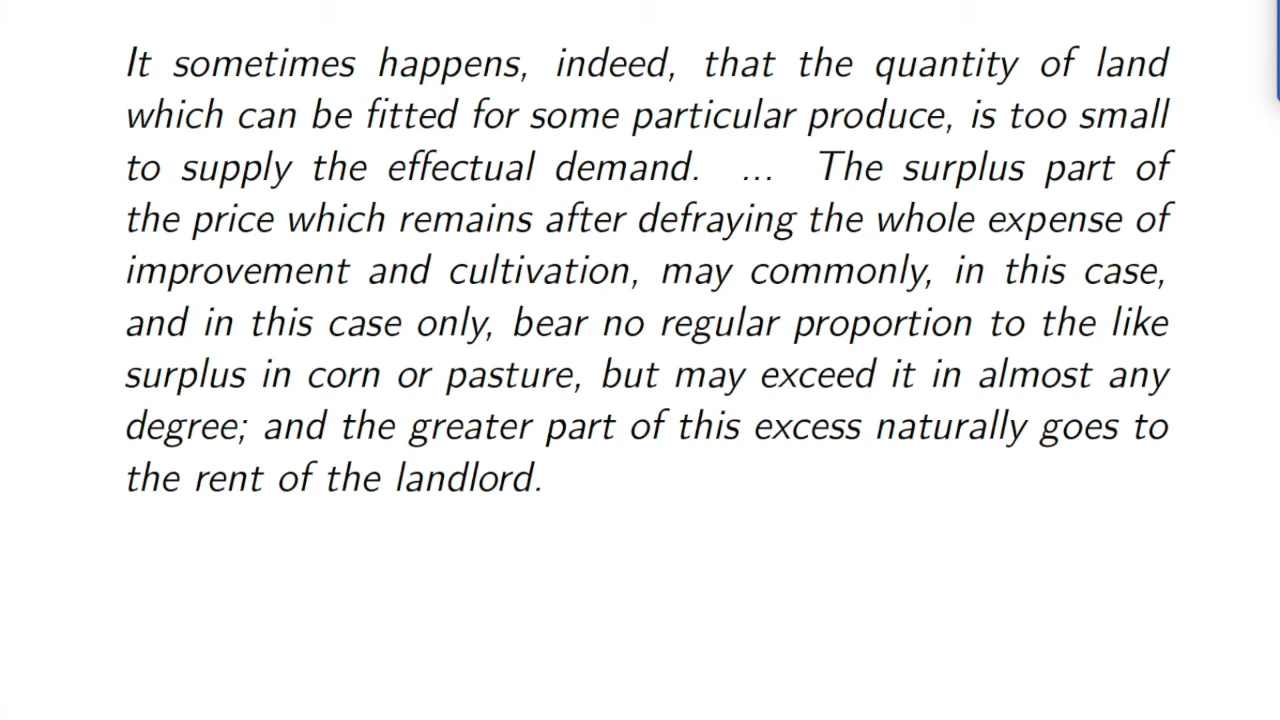 It sometimes happens, indeed, that the quantity of land
which can be fitted for some particular produce, is too small
to supply the effectual demand. ... The surplus part of
the price which remains after defraying the whole expense of
improvement and cultivation, may commonly, in this case,
and in this case only, bear no regular proportion to the like
surplus in corn or pasture, but may exceed it in almost any
degree; and the greater part of this excess naturally goes to
the rent of the landlord.